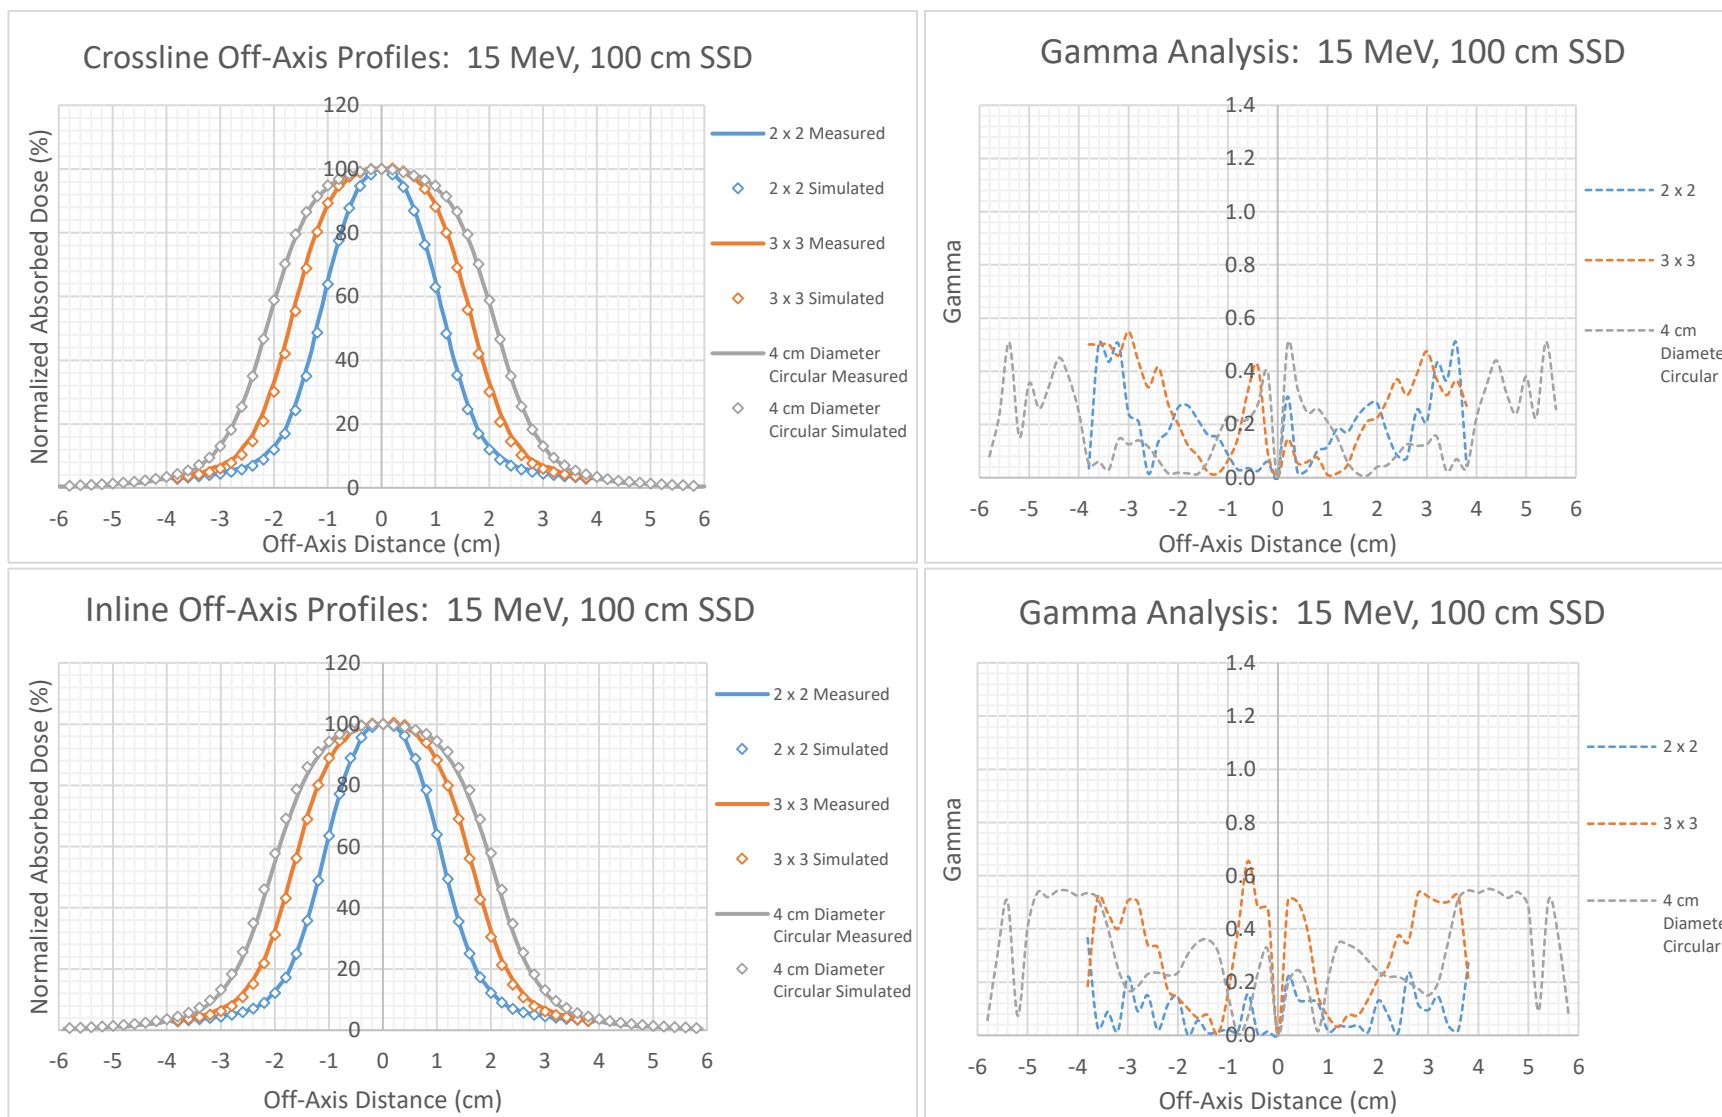 Crossline Off-Axis Profiles:  15 MeV, 100 cm SSD
Normalized Absorbed Dose (%)
120
100
80
60
40
20
0
-6 -5 -4 -3 -2 -1 0 1 2 3 4 5 6
Off-Axis Distance (cm)
2 x 2 Measured
2 x 2 Simulated
3 x 3 Measured
3 x 3 Simulated
4 cm Diameter
Circular Measured
4 cm Diameter
Circular Simulated
Gamma Analysis:  15 MeV, 100 cm SSD
Gamma
1.4
1.2
1.0
0.8
0.6
0.4
0.2
0.0
-6 -5 -4 -3 -2 -1 0 1 2 3 4 5 6
Off-Axis Distance (cm)
2 x 2
3 x 3
4 cm
Diamete
Circular
Inline Off-Axis Profiles:  15 MeV, 100 cm SSD
Normalized Absorbed Dose (%)
120
100
80
60
40
20
0
-6 -5 -4 -3 -2 -1 0 1 2 3 4 5 6
Off-Axis Distance (cm)
2 x 2 Measured
2 x 2 Simulated
3 x 3 Measured
3 x 3 Simulated
4 cm Diameter
Circular Measured
4 cm Diameter
Circular Simulated
Gamma Analysis:  15 MeV, 100 cm SSD
Gamma
1.4
1.2
1.0
0.8
0.6
0.4
0.2
0.0
-6 -5 -4 -3 -2 -1 0 1 2 3 4 5 6
Off-Axis Distance (cm)
2 x 2
3 x 3
4 cm
Diamete
Circular